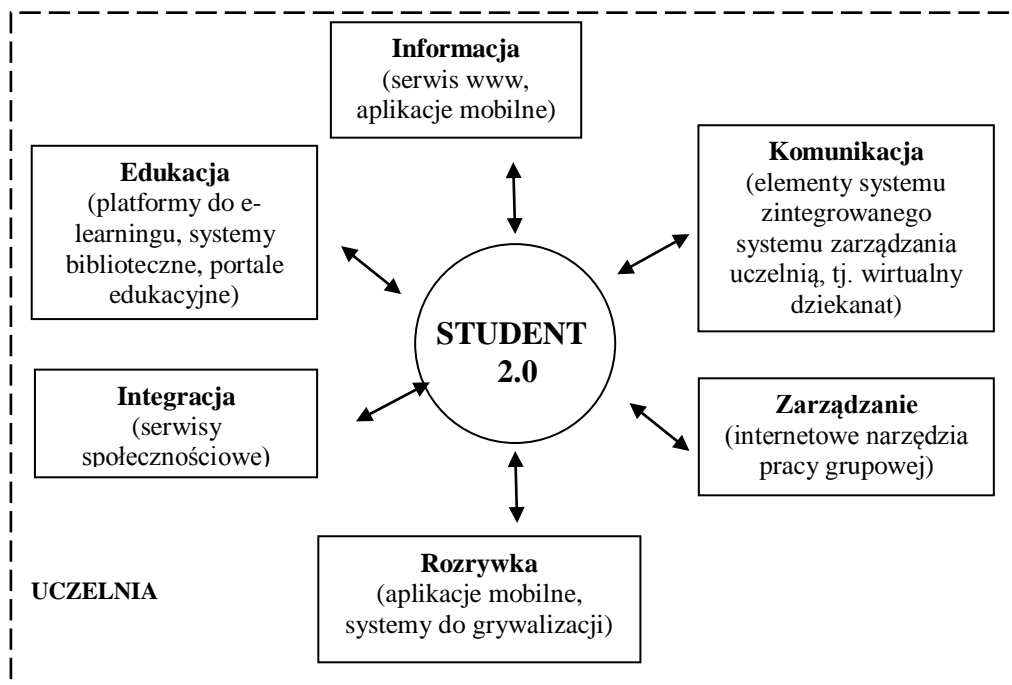 Informacja
(serwis www,
aplikacje mobilne)
Edukacja
(platformy do e-
learningu, systemy
biblioteczne, portale
edukacyjne)
Komunikacja
(elementy systemu
zintegrowanego
systemu zarządzania
uczelnią, tj. wirtualny
dziekanat)
STUDENT
2.0
Integracja
(serwisy
społecznościowe)
Zarządzanie
(internetowe narzędzia
pracy grupowej)
Rozrywka
(aplikacje mobilne,
systemy do grywalizacji)
UCZELNIA